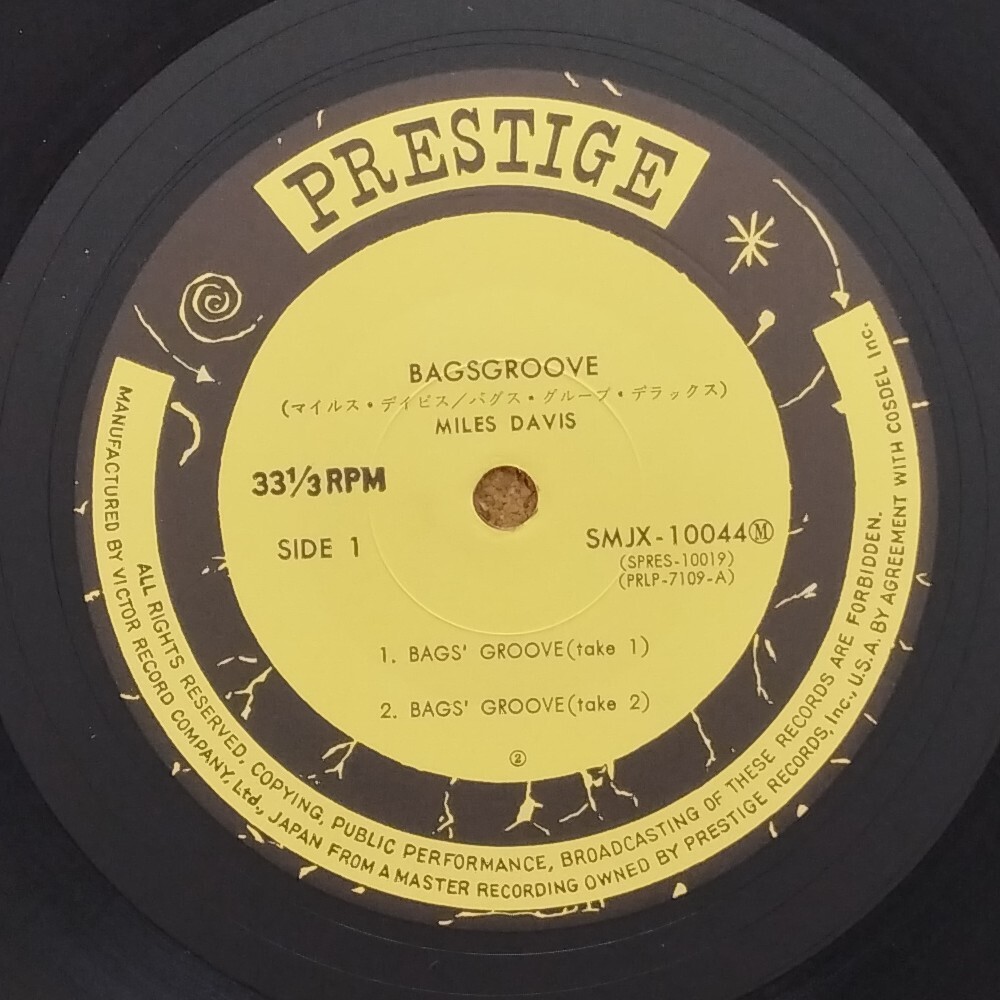 PRESTIGE
BAGSGROOVE
(マイルス・デイビス/バグス・グルーブ・デラックス)
MILES DAVIS
33⅓ RPM
SIDE 1
SMJX-10044Ⓜ
(SPRES-10019)
(PRLP-7109-A)
1. BAGS' GROOVE(take 1)
2. BAGS' GROOVE(take 2)
②
ALL RIGHTS RESERVED, COPYING, PUBLIC PERFORMANCE, BROADCASTING OF THESE RECORDS ARE FORBIDDEN.
MANUFACTURED BY VICTOR RECORD COMPANY, Ltd., JAPAN FROM A MASTER RECORDING OWNED BY PRESTIGE RECORDS, Inc., U.S.A. BY AGREEMENT WITH COSDEL Inc.